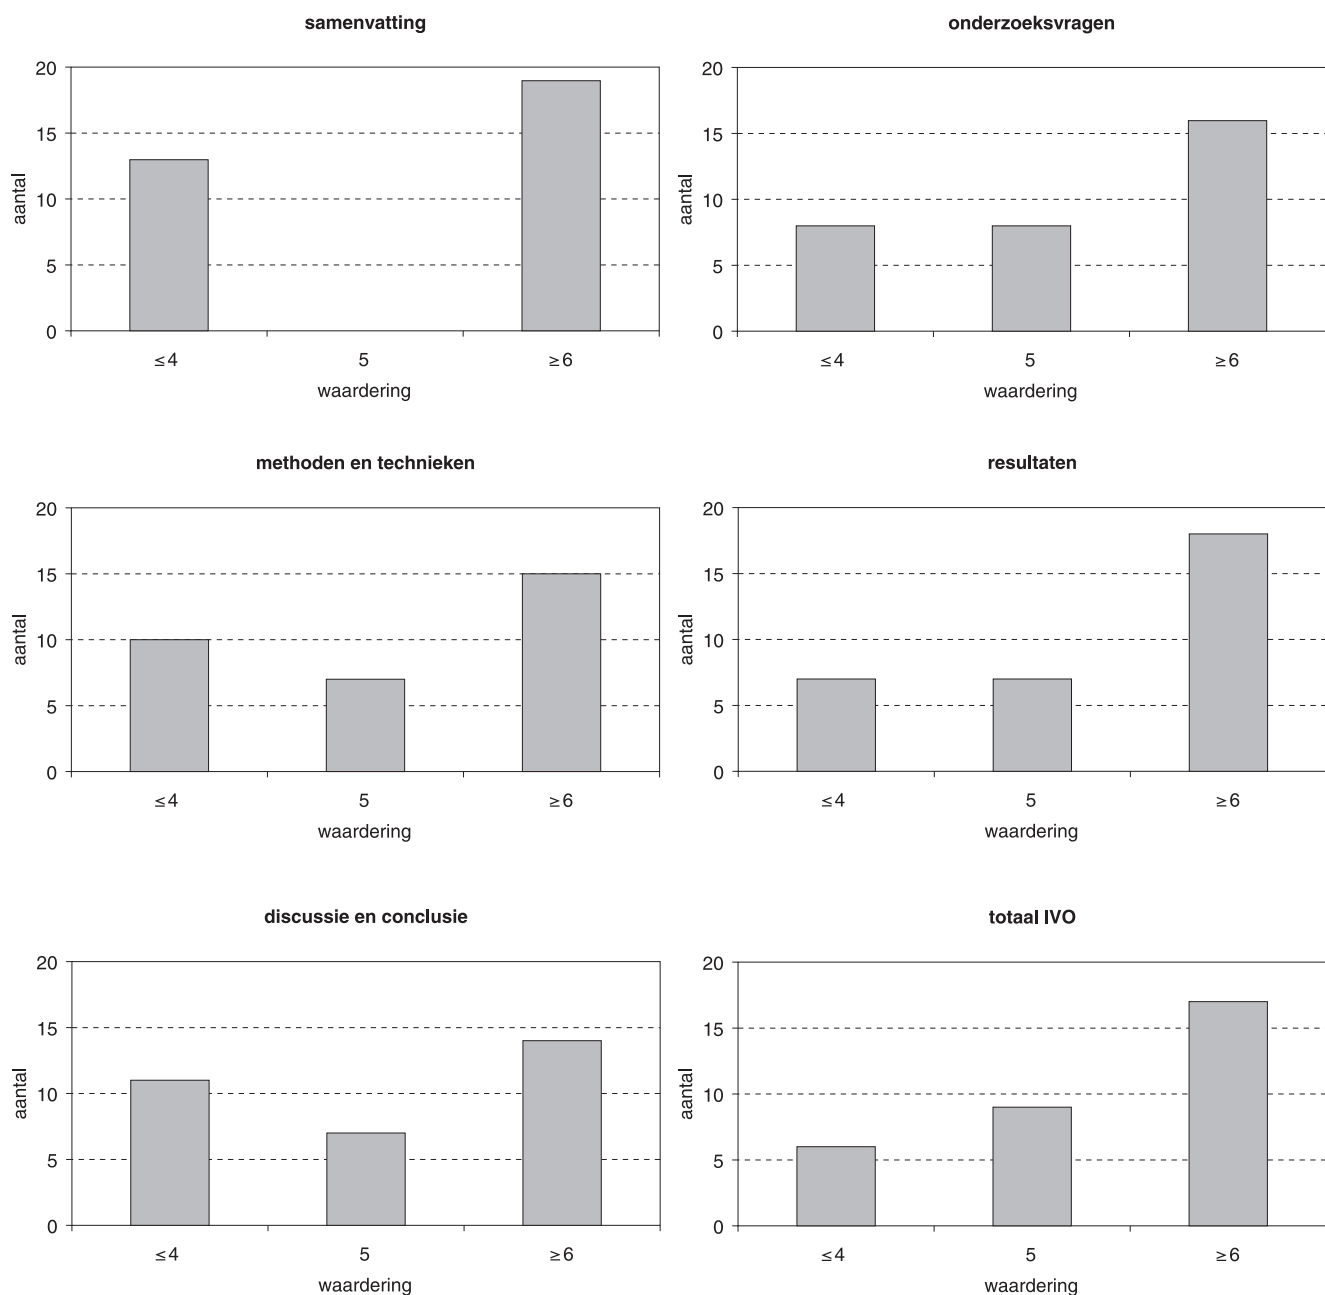 samenvatting
20
15
10
5
0
aantal
≤4 5 ≥6
waardering
onderzoeksvragen
20
15
10
5
0
aantal
≤4 5 ≥6
waardering
methoden en technieken
20
15
10
5
0
aantal
≤4 5 ≥6
waardering
resultaten
20
15
10
5
0
aantal
≤4 5 ≥6
waardering
discussie en conclusie
20
15
10
5
0
aantal
≤4 5 ≥6
waardering
totaal IVO
20
15
10
5
0
aantal
≤4 5 ≥6
waardering